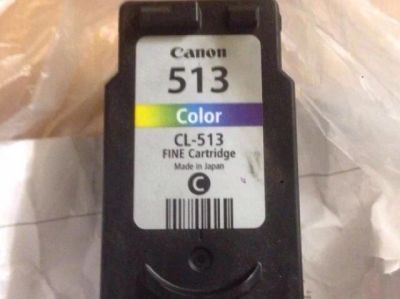 Canon
513
Color
CL-513
FINE Cartridge
Made in Japan
C